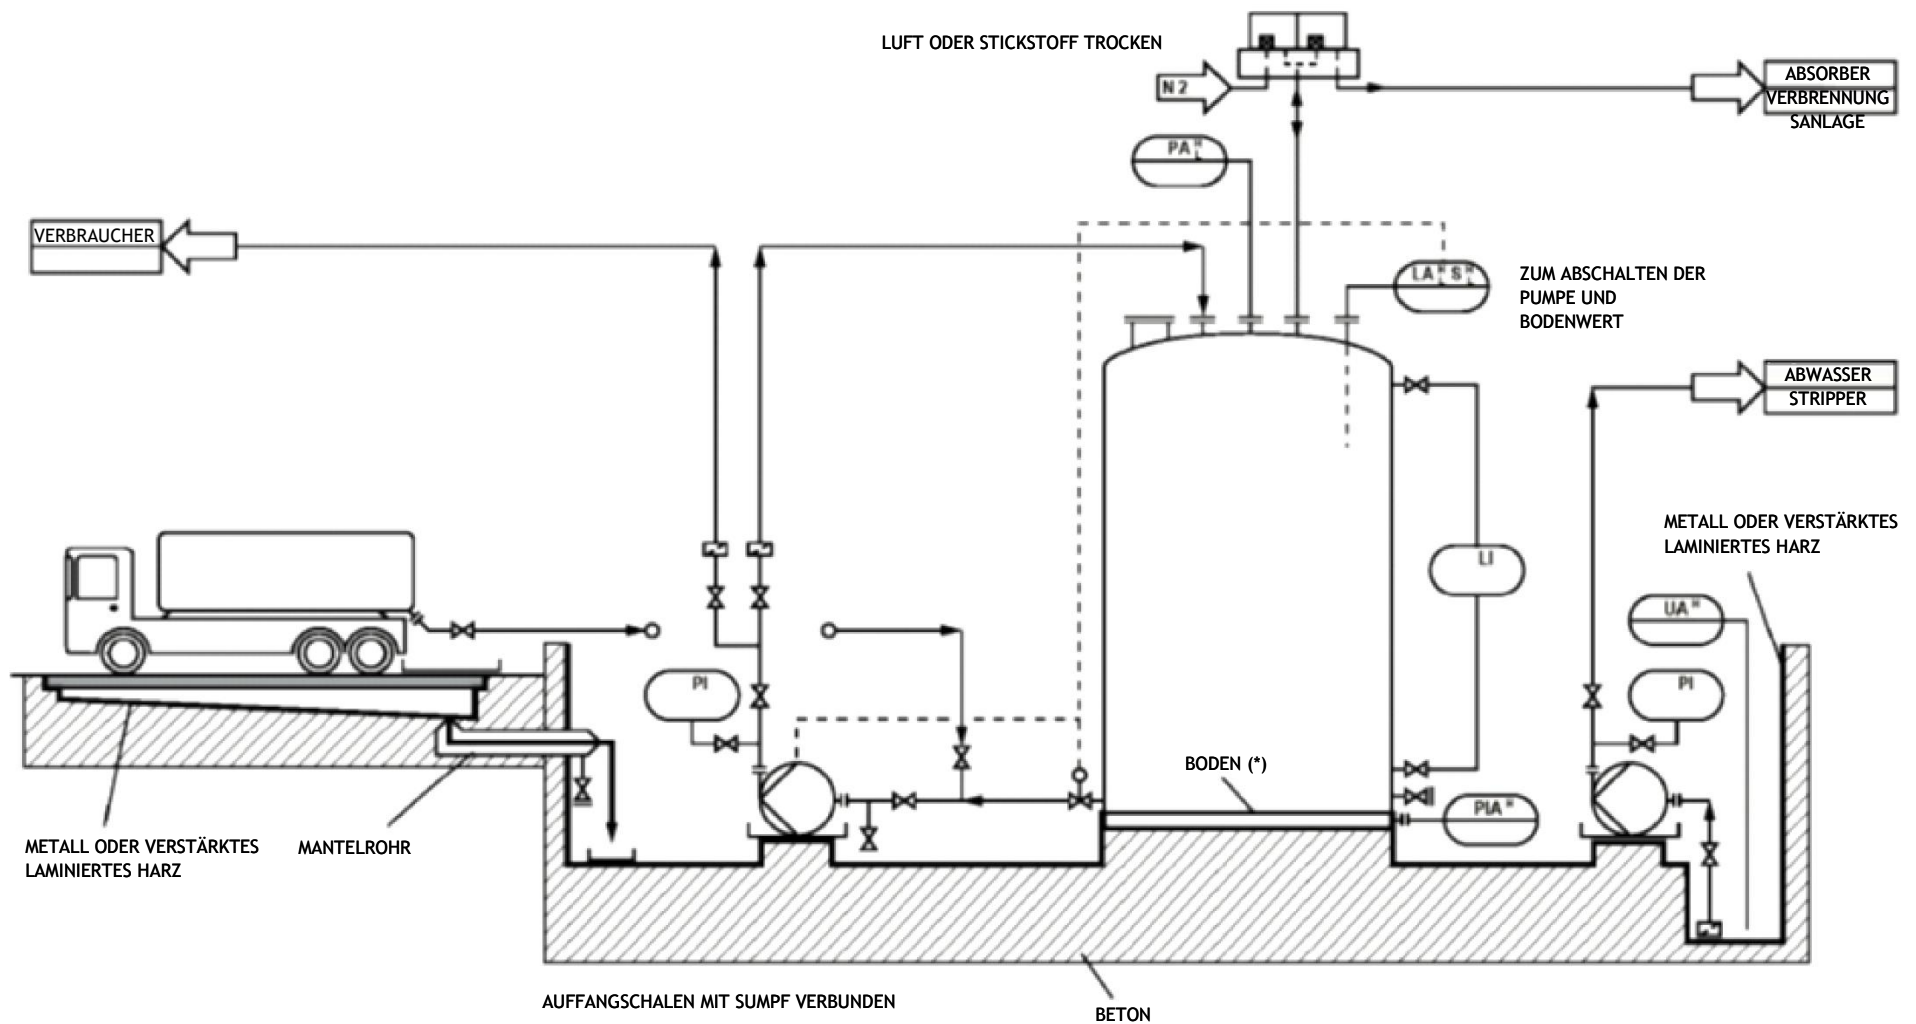 LUFT ODER STICKSTOFF TROCKEN
N2
ABSORBER
VERBRENNUNG
SANLAGE
PA H
L
VERBRAUCHER
LA H L S H L
ZUM ABSCHALTEN DER
PUMPE UND
BODENWERT
ABWASSER
STRIPPER
METALL ODER VERSTÄRKTES
LAMINIERTES HARZ
LI
UA H
PI
PI
BODEN (*)
PIA H
METALL ODER VERSTÄRKTES
LAMINIERTES HARZ
MANTELROHR
AUFFANGSCHALEN MIT SUMPF VERBUNDEN
BETON